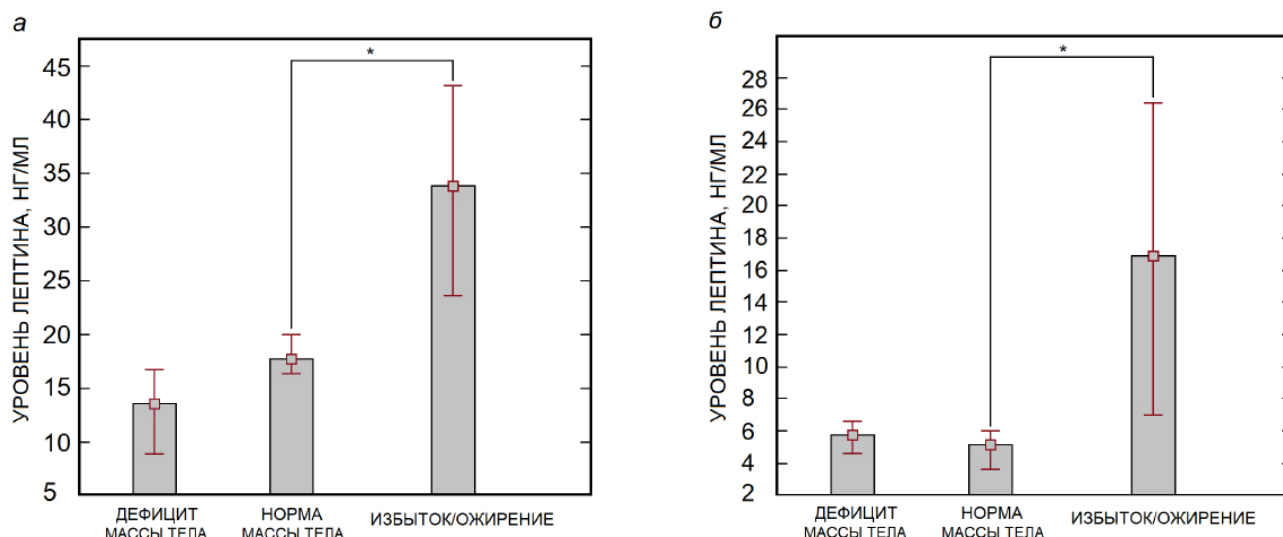 а
УРОВЕНЬ ЛЕПТИНА, НГ/МЛ
45
40
35
30
25
20
15
10
5
*
ДЕФИЦИТ
МАССЫ ТЕЛА
НОРМА
МАССЫ ТЕЛА
ИЗБЫТОК/ОЖИРЕНИЕ
б
УРОВЕНЬ ЛЕПТИНА, НГ/МЛ
28
26
24
22
20
18
16
14
12
10
8
6
4
2
*
ДЕФИЦИТ
МАССЫ ТЕЛА
НОРМА
МАССЫ ТЕЛА
ИЗБЫТОК/ОЖИРЕНИЕ